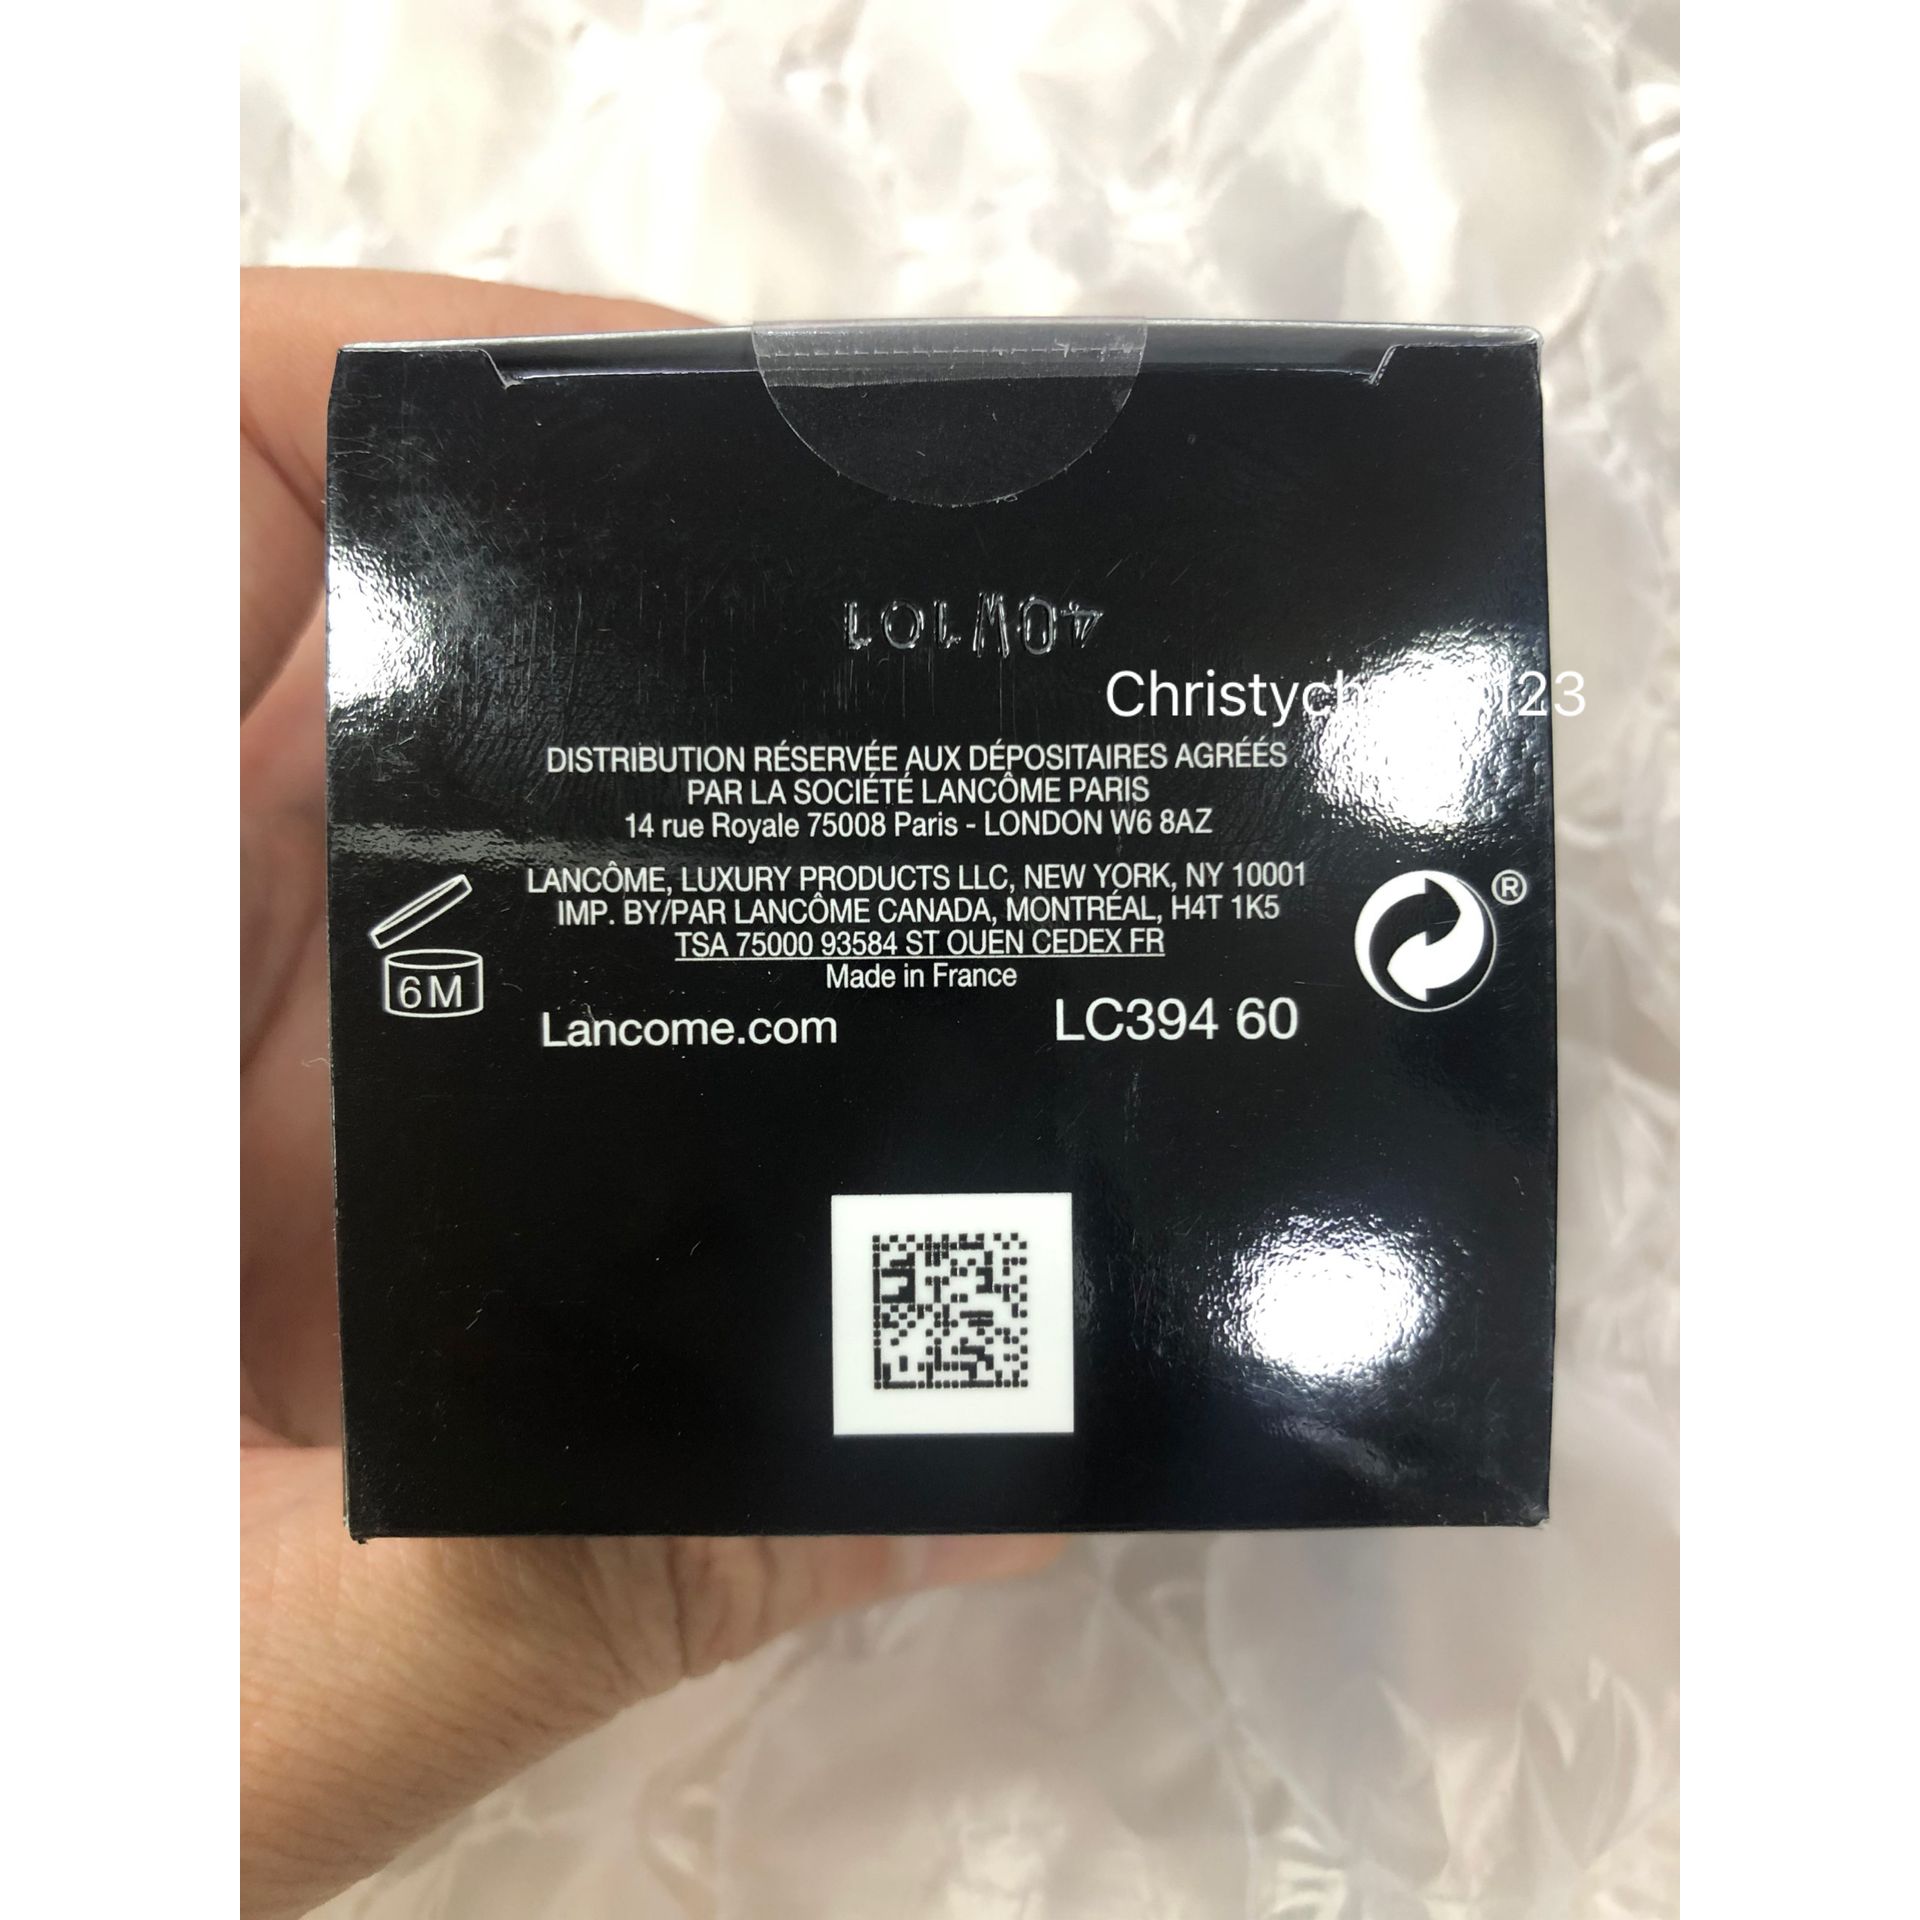 40W101
DISTRIBUTION RÉSERVÉE AUX DÉPOSITAIRES AGRÉÉS
PAR LA SOCIÉTÉ LANCÔME PARIS
14 rue Royale 75008 Paris - LONDON W6 8AZ
LANCÔME, LUXURY PRODUCTS LLC, NEW YORK, NY 10001
IMP. BY/PAR LANCÔME CANADA, MONTRÉAL, H4T 1K5
TSA 75000 93584 ST OUEN CEDEX FR
Made in France
6M
®
Lancome.com
LC394 60